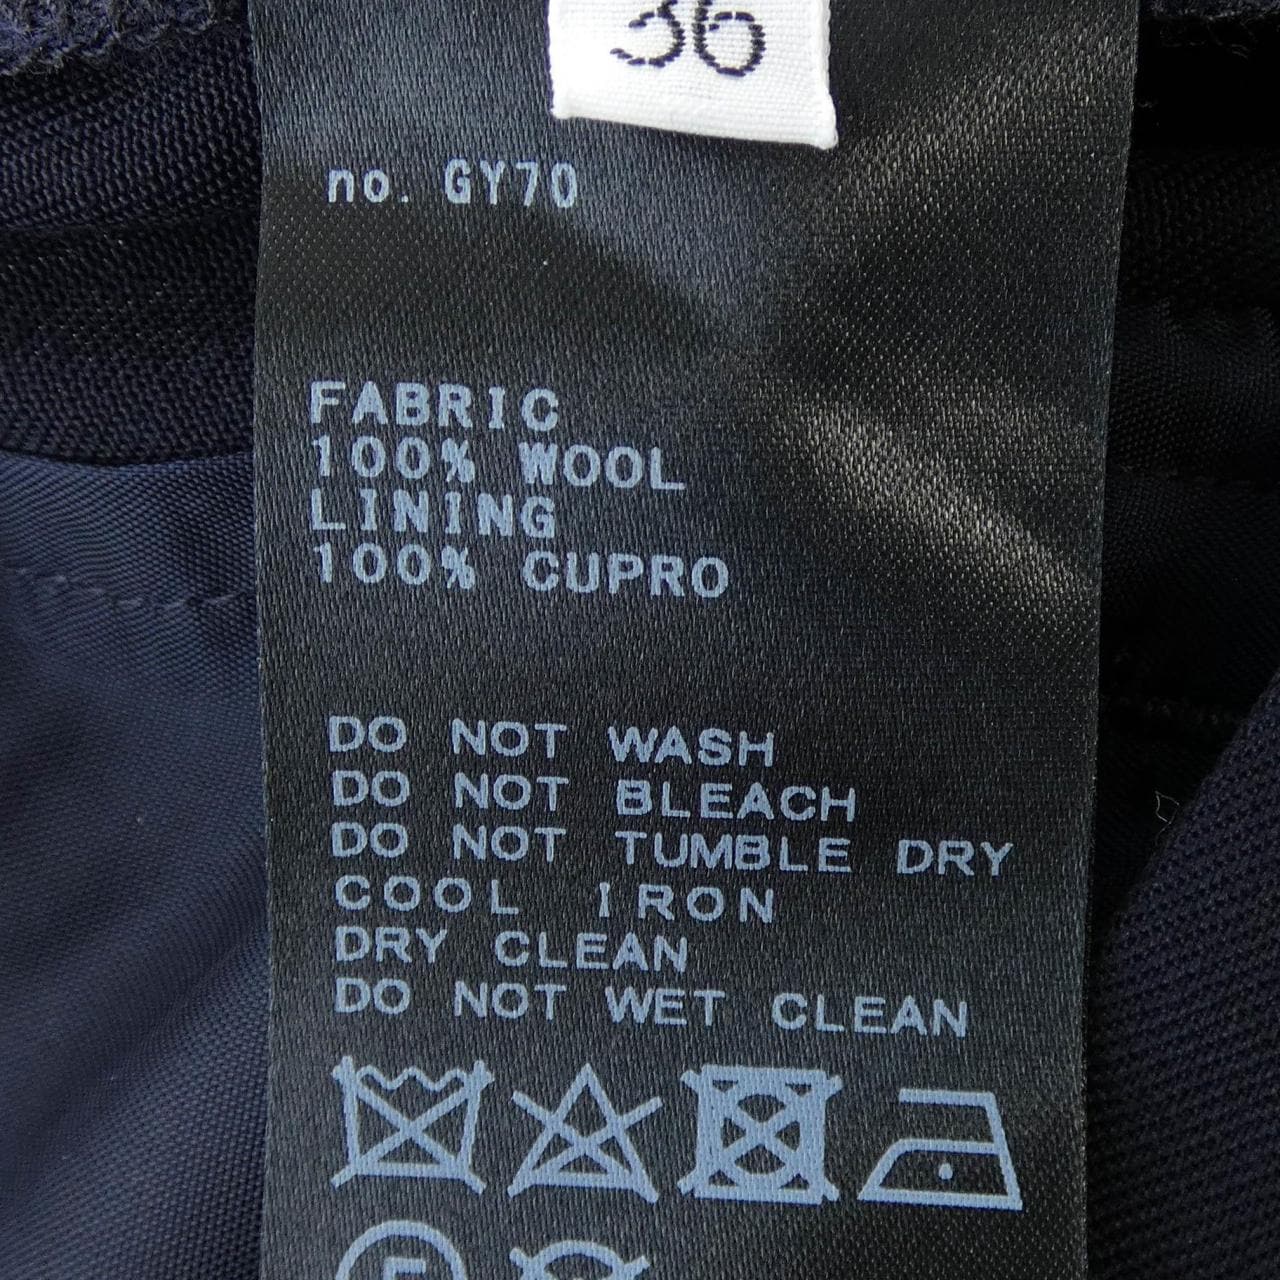 36
no. GY70
FABRIC
100% WOOL
LINING
100% CUPRO
DO NOT WASH
DO NOT BLEACH
DO NOT TUMBLE DRY
COOL IRON
DRY CLEAN
DO NOT WET CLEAN